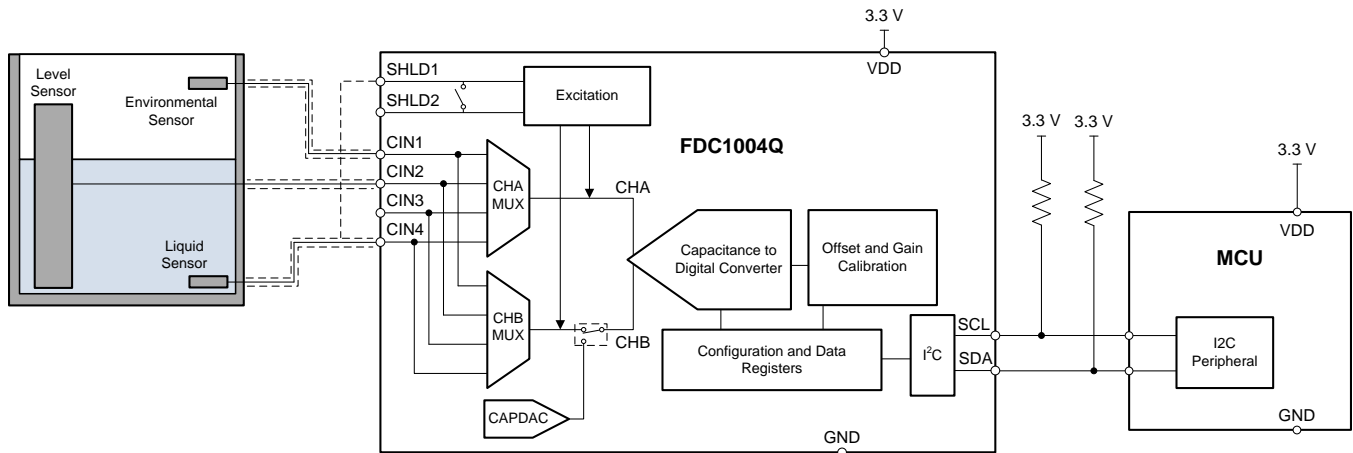 3.3 V
VDD
Level
Sensor
Environmental
Sensor
Liquid
Sensor
SHLD1
SHLD2
CIN1
CIN2
CIN3
CIN4
Excitation
FDC1004Q
CHA
MUX
CHA
CHB
MUX
CHB
CAPDAC
Capacitance to
Digital Converter
Offset and Gain
Calibration
Configuration and Data
Registers
I²C
SCL
SDA
GND
3.3 V
3.3 V
3.3 V
VDD
MCU
I2C
Peripheral
GND